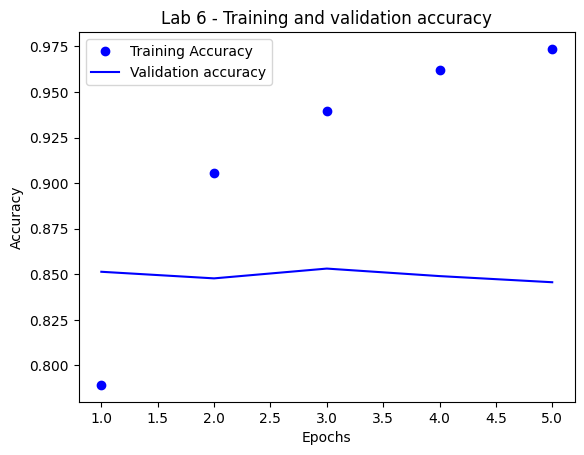 Lab 6 - Training and validation accuracy
Training Accuracy
Validation accuracy
0.975
0.950
0.925
0.900
0.875
0.850
0.825
0.800
Accuracy
1.0 1.5 2.0 2.5 3.0 3.5 4.0 4.5 5.0
Epochs